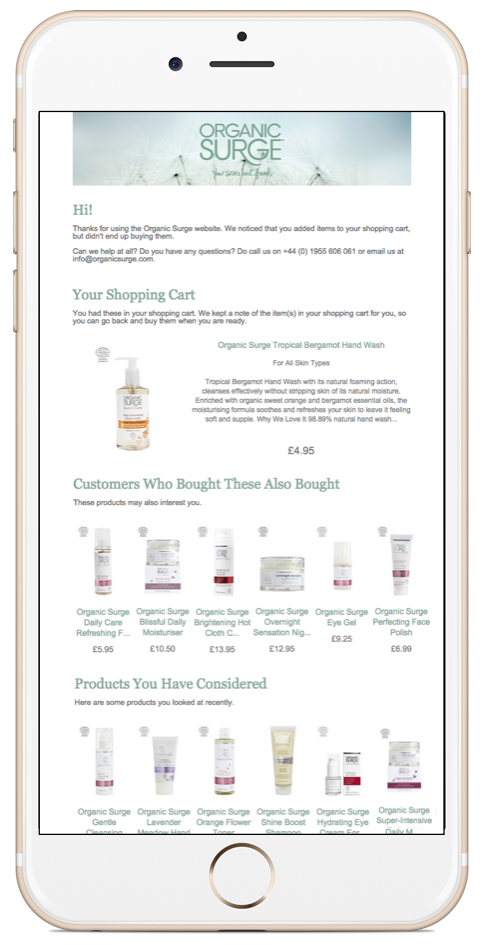 ORGANIC
SURGE
Hi!
Thanks for using the Organic Surge website. We noticed that you added items to your shopping cart,
but didn't end up buying them.
Can we help at all? Do you have any questions? Do call us on +44 (0) 1955 606 061 or email us at
info@organicsurge.com.
Your Shopping Cart
You had these in your shopping cart. We kept a note of the item(s) in your shopping cart for you, so
you can go back and buy them when you are ready.
Organic Surge Tropical Bergamot Hand Wash
For All Skin Types
Tropical Bergamot Hand Wash with its natural foaming action,
cleanses effectively without stripping skin of its natural moisture.
Enriched with organic sweet orange and bergamot essential oils, the
moisturising formula soothes and refreshes your skin to leave it feeling
soft and supple. Why We Love It 98.89% natural hand wash...
ORGANIC
SURGE
£4.95
Customers Who Bought These Also Bought
These products may also interest you.
Organic Surge
Daily Care
Refreshing F...
£5.95
Organic Surge
Blissful Daily
Moisturiser
£10.50
Organic Surge
Brightening Hot
Cloth C...
£13.95
Organic Surge
Overnight
Sensation Nig...
£12.95
Organic Surge
Eye Gel
£9.25
Organic Surge
Perfecting Face
Polish
£6.99
Products You Have Considered
Here are some products you looked at recently.
Organic Surge
Gentle
Cleansing
Organic Surge
Lavender
Meadow Hand
Organic Surge
Orange Flower
Toner
Organic Surge
Shine Boost
Shampoo
Organic Surge
Hydrating Eye
Cream For
Organic Surge
Super-Intensive
Daily M...